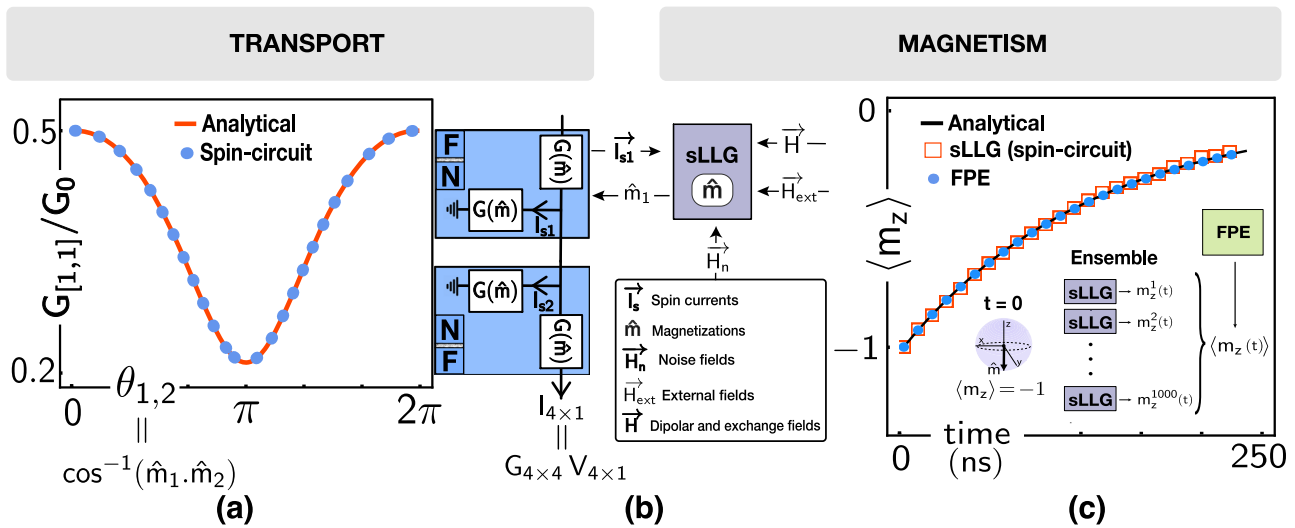 TRANSPORT
MAGNETISM
0.5
0.2
G[1,1]/G0
Analytical
Spin-circuit
0
π
2π
θ1,2
=
cos⁻¹(m̂1.m̂2)
(a)
F
N
G(m̂)
G(m̂)
Is1
Is1
m̂1
sLLG
m̂
H
Hext
Hn
G(m̂)
Is2
N
F
G(m̂)
I4×1
=
G4×4 V4×1
Is Spin currents
m̂ Magnetizations
Hn Noise fields
Hext External fields
H Dipolar and exchange fields
(b)
0
−1
⟨mz⟩
Analytical
sLLG (spin-circuit)
FPE
FPE
Ensemble
sLLG → mz1(t)
sLLG → mz2(t)
sLLG → mz1000(t)
⟨mz(t)⟩
t = 0
z
x
y
m̂
⟨mz⟩ = −1
time
(ns)
0
250
(c)